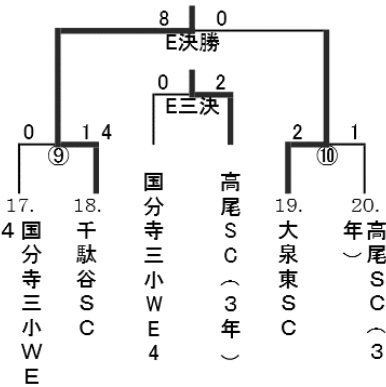 8 0
E決勝
0 2
E三決
0 14 2 1
⑨ ⑩
17.
国分寺三小WE4
18.
千駄谷SC
国分寺三小WE4
高尾SC(3年)
19.
大泉東SC
20.
高尾SC(3年)